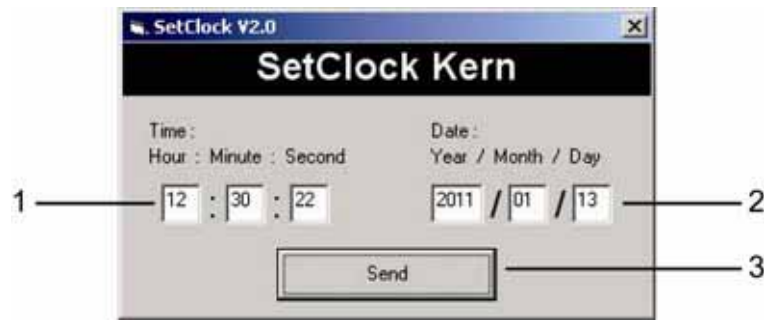 SetClock V2.0
SetClock Kern
Time : Date :
Hour : Minute : Second Year / Month / Day
1 12 : 30 : 22 2011 / 01 / 13 2
Send 3